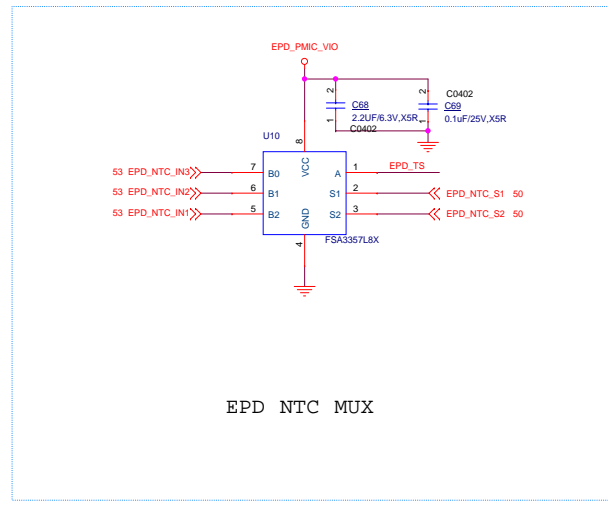 EPD_PMIC_VIO
2
C68
2.2UF/6.3V,X5R
1
C0402
2
C0402
C69
0.1uF/25V,X5R
1
U10
8
VCC
53 EPD_NTC_IN3
7
B0
A
1
EPD_TS
53 EPD_NTC_IN2
6
B1
S1
2
EPD_NTC_S1 50
53 EPD_NTC_IN1
5
B2
S2
3
EPD_NTC_S2 50
GND
4
FSA3357L8X
EPD NTC MUX